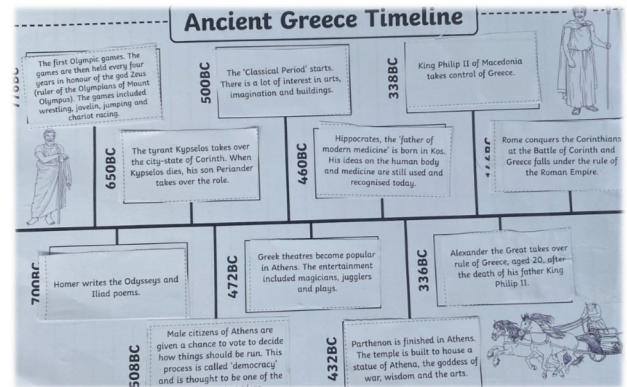 Ancient Greece Timeline
776BC
The first Olympic games. The
games are then held every four
years in honour of the god Zeus
(ruler of the Olympians of Mount
Olympus). The games included
wrestling, javelin, jumping and
chariot racing.
500BC
The 'Classical Period' starts.
There is a lot of interest in arts,
imagination and buildings.
338BC
King Philip II of Macedonia
takes control of Greece.
650BC
The tyrant Kypselos takes over
the city-state of Corinth. When
Kypselos dies, his son Periander
takes over the role.
460BC
Hippocrates, the 'father of
modern medicine' is born in Kos.
His ideas on the human body
and medicine are still used and
recognised today.
Rome conquers the Corinthians
at the Battle of Corinth and
Greece falls under the rule of
the Roman Empire.
700BC
Homer writes the Odysseys and
Iliad poems.
472BC
Greek theatres become popular
in Athens. The entertainment
included magicians, jugglers
and plays.
336BC
Alexander the Great takes over
rule of Greece, aged 20, after
the death of his father King
Philip II.
508BC
Male citizens of Athens are
given a chance to vote to decide
how things should be run. This
process is called 'democracy'
and is thought to be one of the
432BC
Parthenon is finished in Athens.
The temple is built to house a
statue of Athena, the goddess of
war, wisdom and the arts.